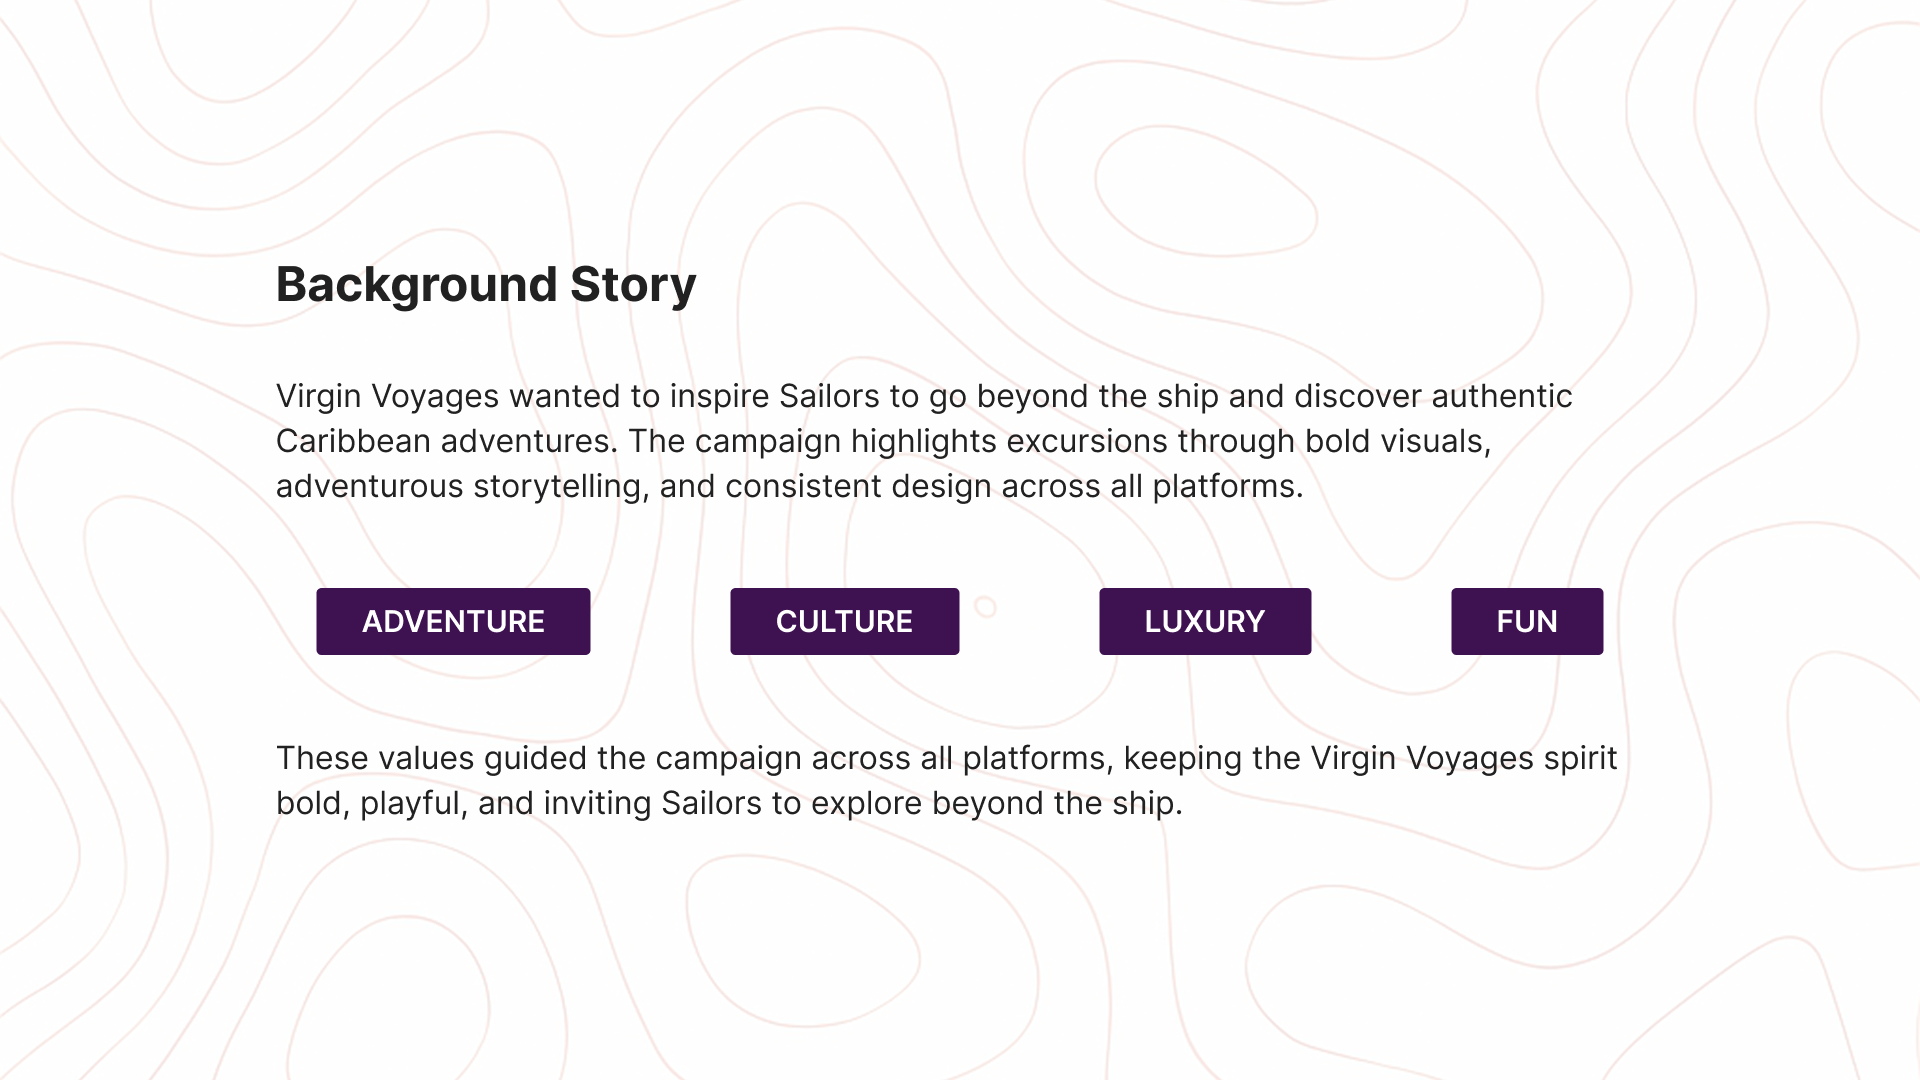 Background Story
Virgin Voyages wanted to inspire Sailors to go beyond the ship and discover authentic
Caribbean adventures. The campaign highlights excursions through bold visuals,
adventurous storytelling, and consistent design across all platforms.
ADVENTURE CULTURE LUXURY FUN
These values guided the campaign across all platforms, keeping the Virgin Voyages spirit
bold, playful, and inviting Sailors to explore beyond the ship.